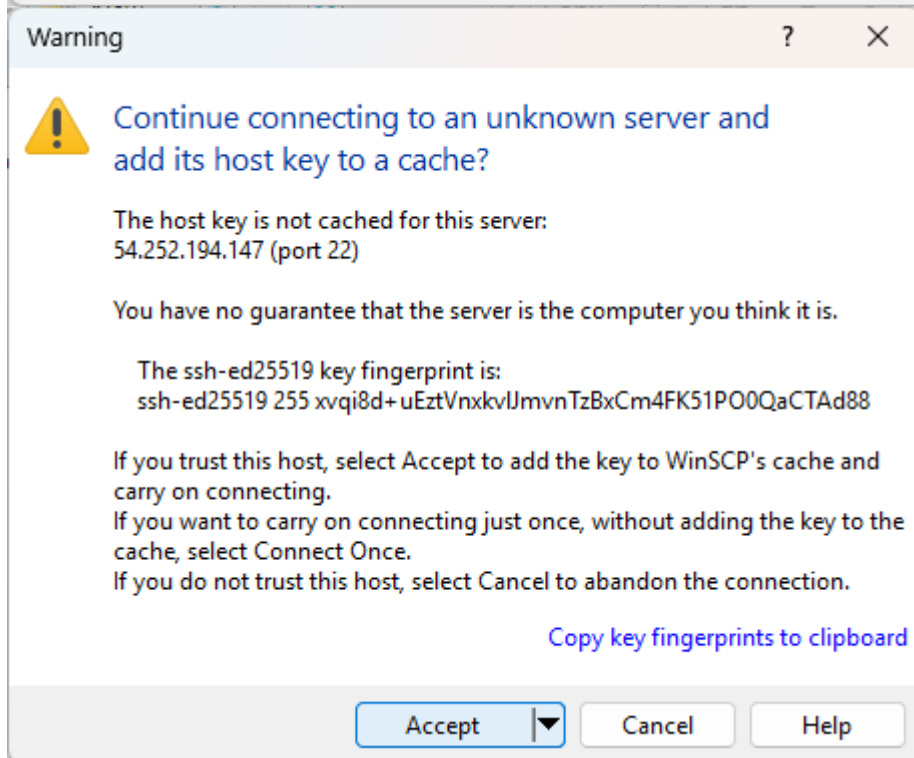 Warning
?
Continue connecting to an unknown server and
add its host key to a cache?
The host key is not cached for this server:
54.252.194.147 (port 22)
You have no guarantee that the server is the computer you think it is.
The ssh-ed25519 key fingerprint is:
ssh-ed25519 255 xvqi8d+uEztVnxkvlJmvnTzBxCm4FK51PO0QaCTAd88
If you trust this host, select Accept to add the key to WinSCP's cache and
carry on connecting.
If you want to carry on connecting just once, without adding the key to the
cache, select Connect Once.
If you do not trust this host, select Cancel to abandon the connection.
Copy key fingerprints to clipboard
Accept
Cancel
Help